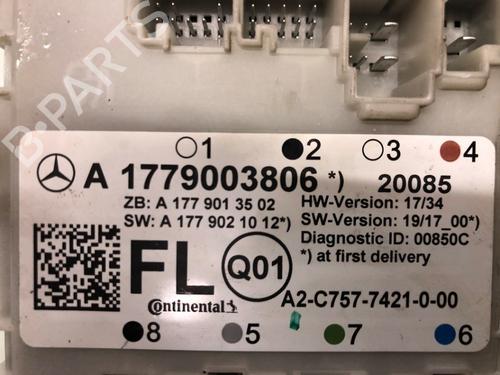 B-PARTS
1 2 3 4
A 1779003806 *) 20085
ZB: A 177 901 35 02 HW-Version: 17/34
SW: A 177 902 10 12*) SW-Version: 19/17_00*)
Diagnostic ID: 00850C
*) at first delivery
FL Q01
Continental A2-C757-7421-0-00
8 5 7 6